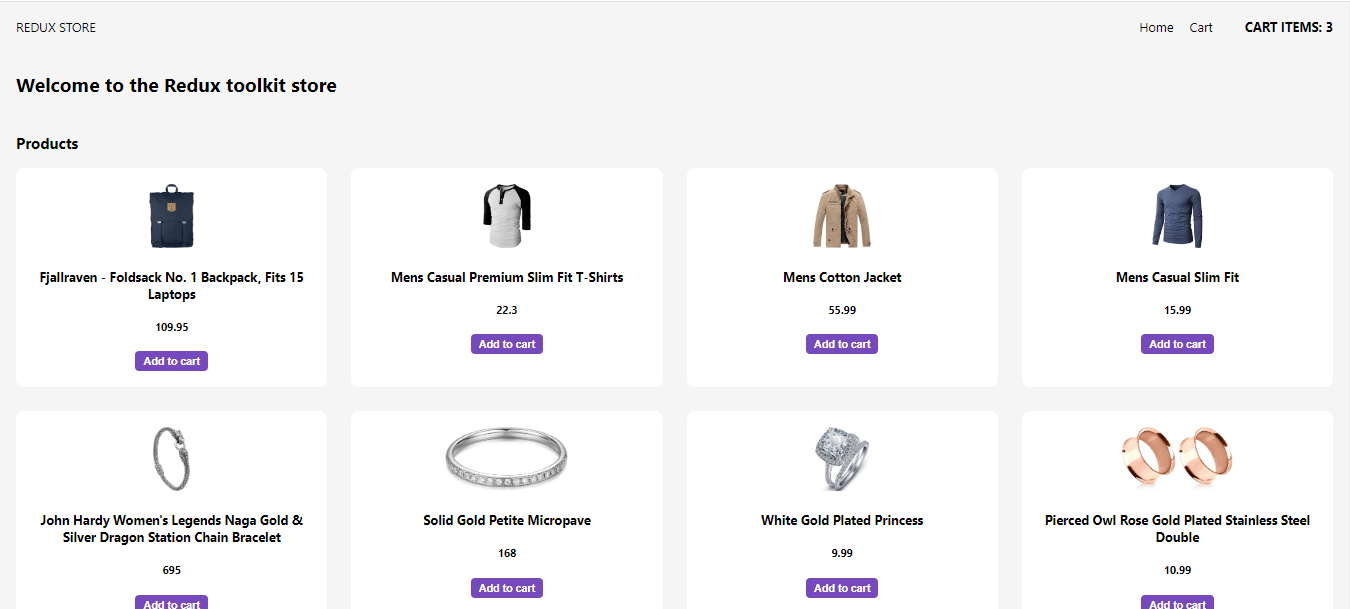 REDUX STORE
Home Cart CART ITEMS: 3
Welcome to the Redux toolkit store
Products
Fjallraven - Foldsack No. 1 Backpack, Fits 15
Laptops
109.95
Add to cart
Mens Casual Premium Slim Fit T-Shirts
22.3
Add to cart
Mens Cotton Jacket
55.99
Add to cart
Mens Casual Slim Fit
15.99
Add to cart
John Hardy Women's Legends Naga Gold &
Silver Dragon Station Chain Bracelet
695
Add to cart
Solid Gold Petite Micropave
168
Add to cart
White Gold Plated Princess
9.99
Add to cart
Pierced Owl Rose Gold Plated Stainless Steel
Double
10.99
Add to cart